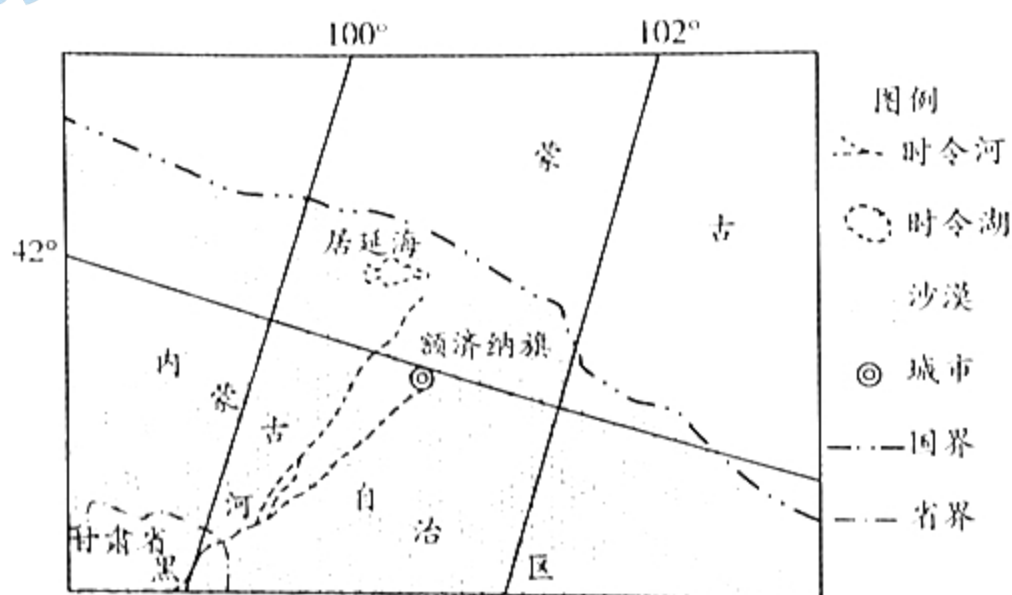 100°
102°
42°
蒙
古
居延海
额济纳旗
内
蒙
古
自
治
区
河
黑
甘肃省
图例
时令河
时令湖
沙漠
城市
国界
省界